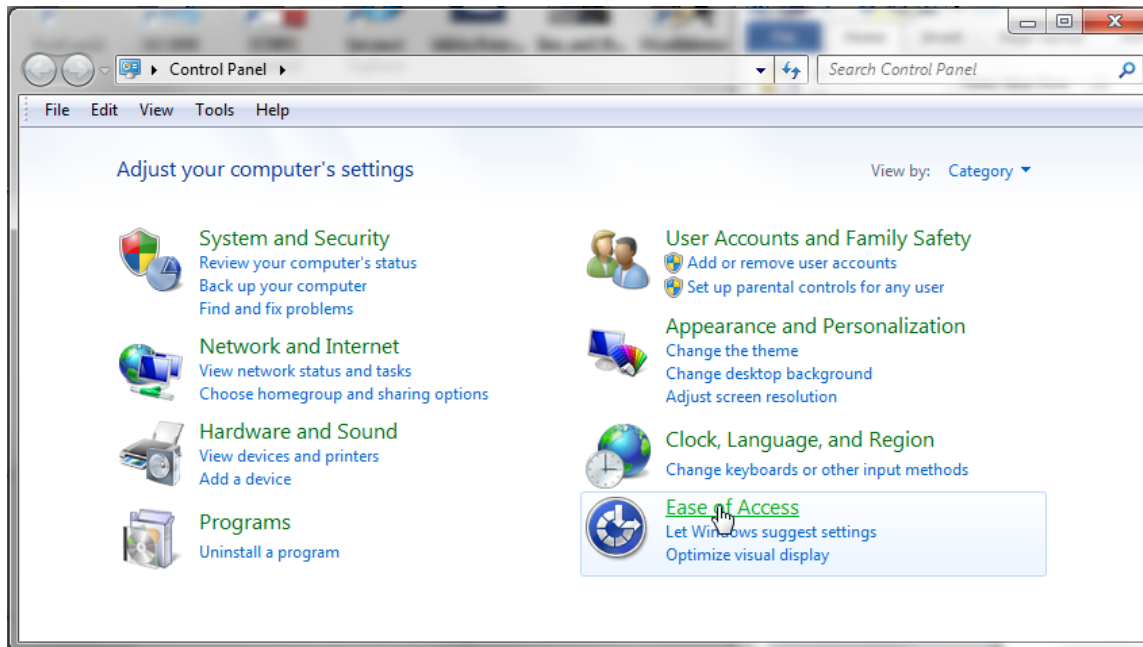 Control Panel
Search Control Panel
File Edit View Tools Help
Adjust your computer's settings
View by: Category
System and Security
Review your computer's status
Back up your computer
Find and fix problems
Network and Internet
View network status and tasks
Choose homegroup and sharing options
Hardware and Sound
View devices and printers
Add a device
Programs
Uninstall a program
User Accounts and Family Safety
Add or remove user accounts
Set up parental controls for any user
Appearance and Personalization
Change the theme
Change desktop background
Adjust screen resolution
Clock, Language, and Region
Change keyboards or other input methods
Ease of Access
Let Windows suggest settings
Optimize visual display